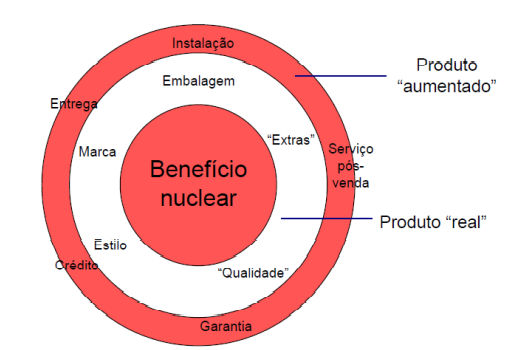 Instalação
Produto
“aumentado”
Embalagem
Entrega
“Extras”
Marca
Serviço
pós-
venda
Benefício
nuclear
Produto “real”
Estilo
Crédito
“Qualidade”
Garantia